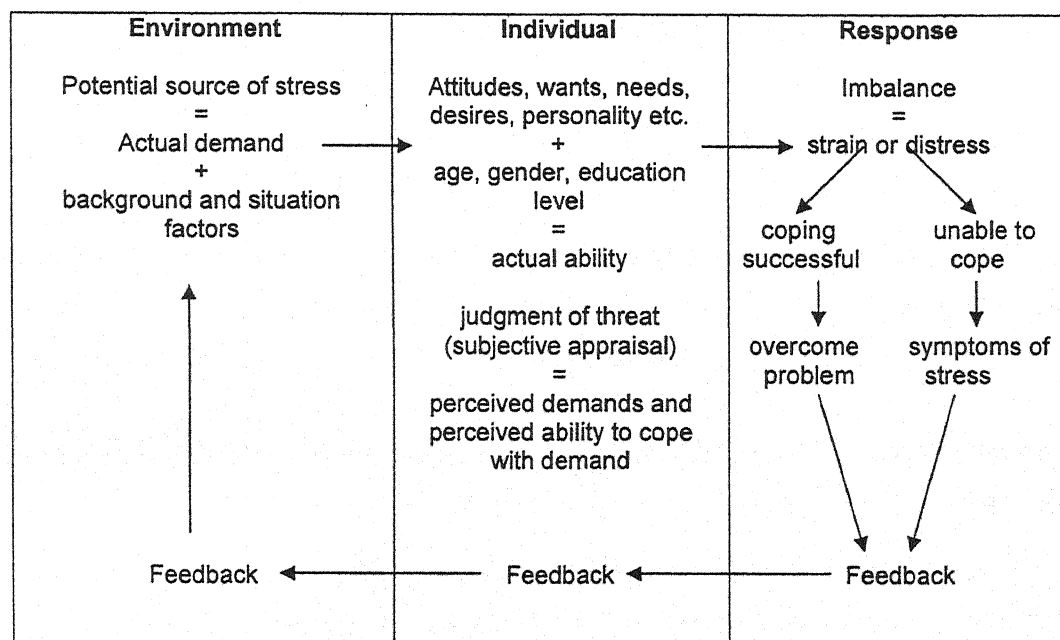 Environment
Potential source of stress
=
Actual demand
+
background and situation
factors
Feedback
Individual
Attitudes, wants, needs,
desires, personality etc.
+
age, gender, education
level
=
actual ability
judgment of threat
(subjective appraisal)
=
perceived demands and
perceived ability to cope
with demand
Feedback
Response
Imbalance
=
strain or distress
coping
successful
unable to
cope
overcome
problem
symptoms of
stress
Feedback